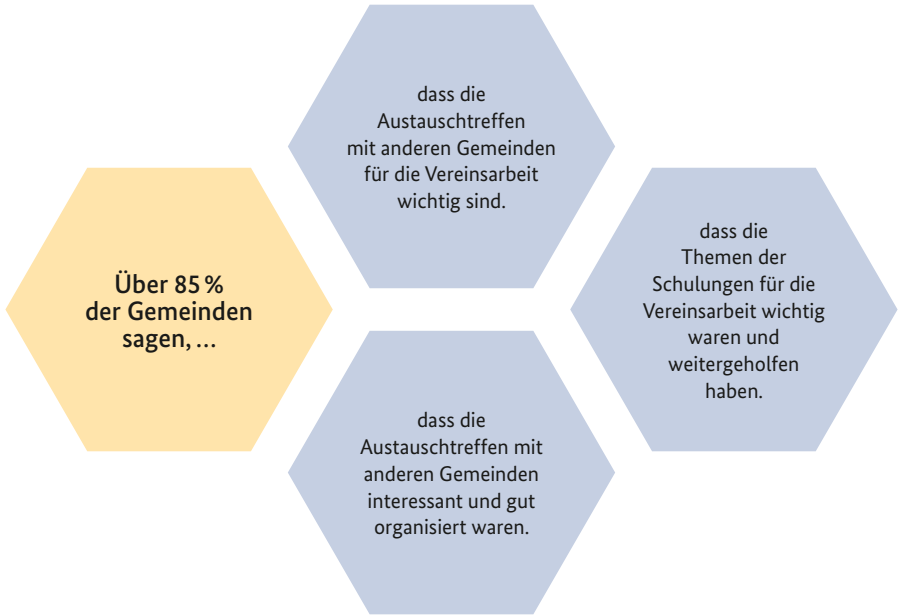 Über 85 %
der Gemeinden
sagen, …
dass die
Austauschtreffen
mit anderen Gemeinden
für die Vereinsarbeit
wichtig sind.
dass die
Themen der
Schulungen für die
Vereinsarbeit wichtig
waren und
weitergeholfen
haben.
dass die
Austauschtreffen mit
anderen Gemeinden
interessant und gut
organisiert waren.